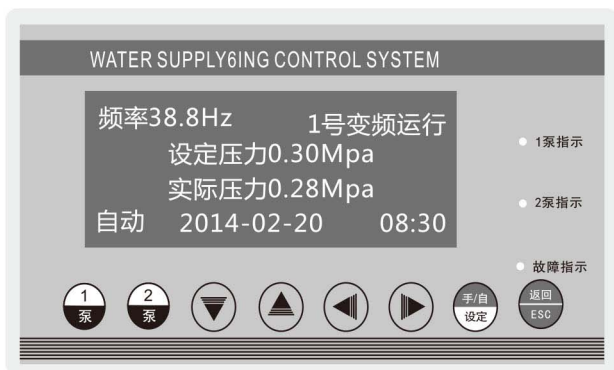 WATER SUPPLY6ING CONTROL SYSTEM
频率38.8Hz 1号变频运行
设定压力0.30Mpa
实际压力0.28Mpa
自动 2014-02-20 08:30
1泵指示
2泵指示
故障指示
1
泵
2
泵
手/自
设定
返回
ESC